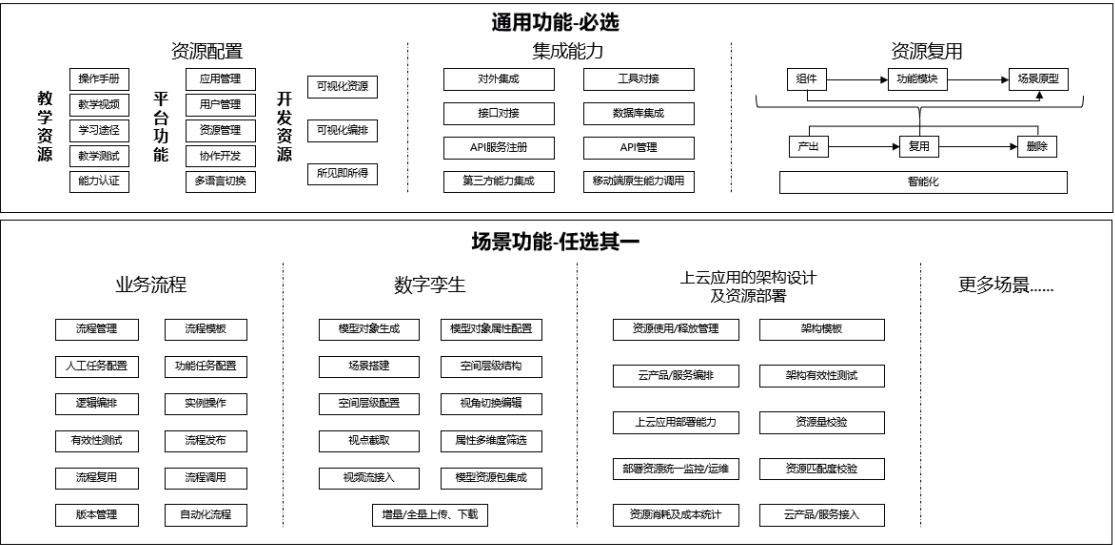 通用功能-必选
资源配置
教学资源
操作手册
教学视频
学习途径
教学测试
能力认证
平台功能
应用管理
用户管理
资源管理
协作开发
多语言切换
开发资源
可视化资源
可视化编排
所见即所得
集成能力
对外集成
工具对接
接口对接
数据库集成
API服务注册
API管理
第三方能力集成
移动端原生能力调用
资源复用
组件
功能模块
场景原型
产出
复用
删除
智能化
场景功能-任选其一
业务流程
流程管理
流程模板
人工任务配置
功能任务配置
逻辑编排
实例操作
有效性测试
流程发布
流程复用
流程调用
版本管理
自动化流程
数字孪生
模型对象生成
模型对象属性配置
场景搭建
空间层级结构
空间层级配置
视角切换编辑
视点截取
属性多维度筛选
视频流接入
模型资源包集成
增量/全量上传、下载
上云应用的架构设计
及资源部署
资源使用/释放管理
架构模板
云产品/服务编排
架构有效性测试
上云应用部署能力
资源量校验
部署资源统一监控/运维
资源匹配度校验
资源消耗及成本统计
云产品/服务接入
更多场景......